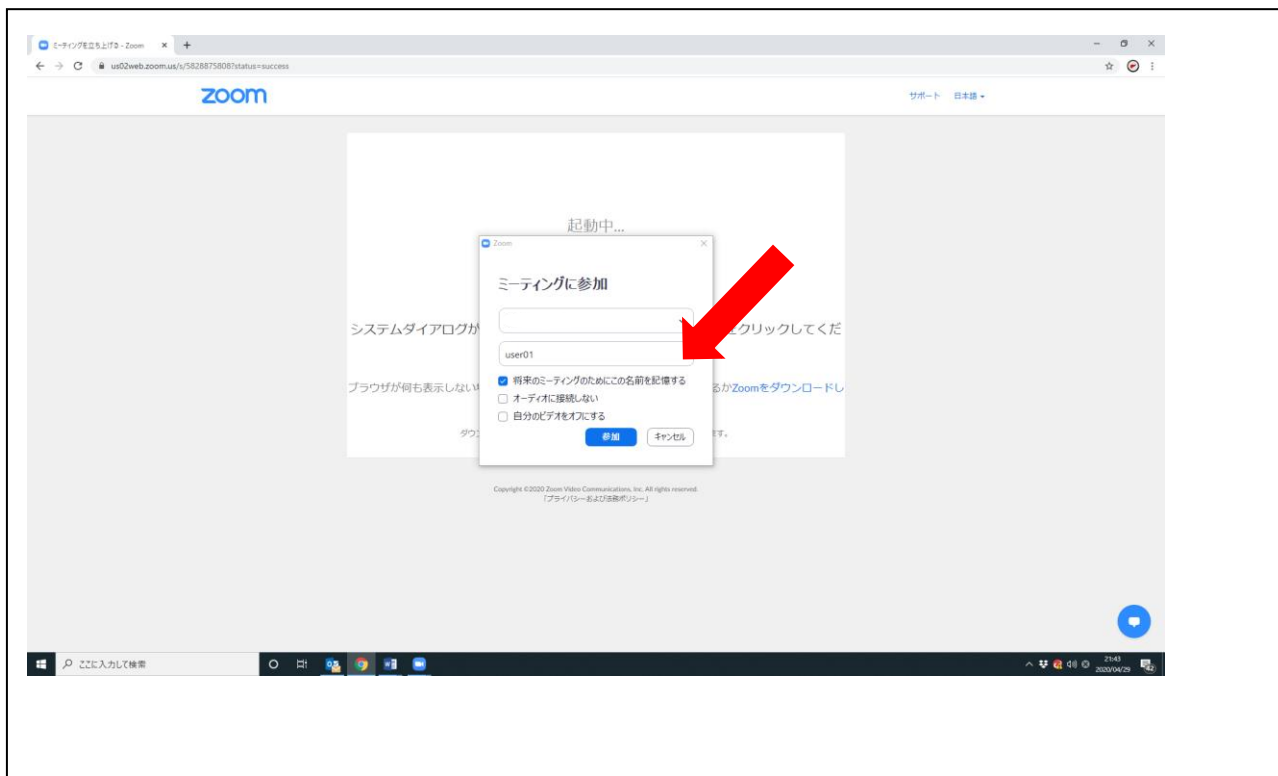 ミーティングを立ち上げる - Zoom
us02web.zoom.us/s/5828875808?status=success
zoom
サポート 日本語
起動中...
Zoom
ミーティングに参加
システムダイアログが
クリックしてくだ
user01
将来のミーティングのためにこの名前を記憶する
ブラウザが何も表示しない
るかZoomをダウンロードし
オーディオに接続しない
自分のビデオをオフにする
ダウ
ます。
参加 キャンセル
Copyright ©2020 Zoom Video Communications, Inc. All rights reserved.
「プライバシーおよび法務ポリシー」
ここに入力して検索
21:43
2020/04/29
42